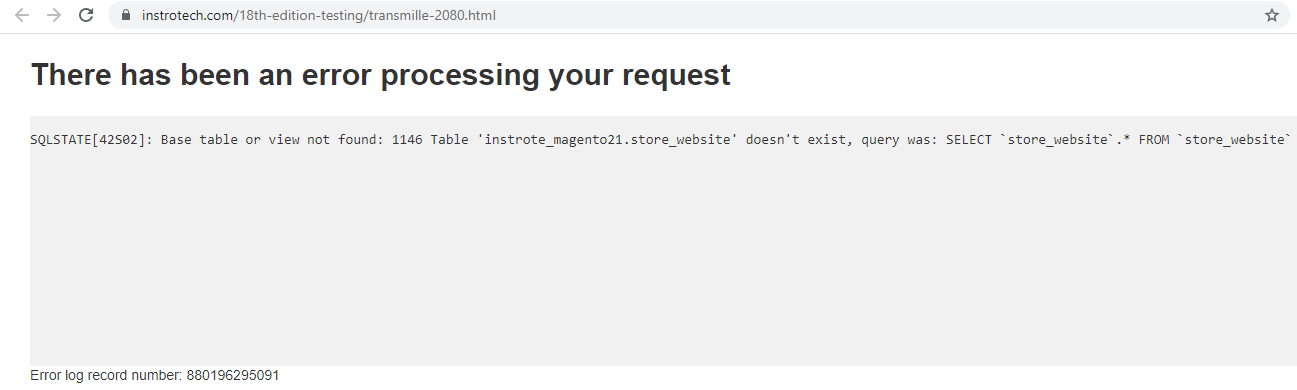 instrotech.com/18th-edition-testing/transmille-2080.html
There has been an error processing your request
SQLSTATE[42S02]: Base table or view not found: 1146 Table 'instrote_magento21.store_website' doesn't exist, query was: SELECT `store_website`.* FROM `store_website`
Error log record number: 880196295091